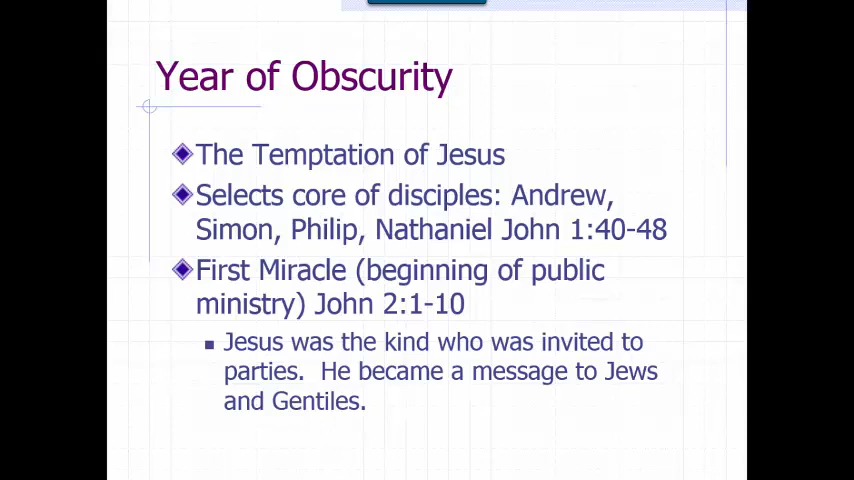 Year of Obscurity
The Temptation of Jesus
Selects core of disciples: Andrew,
Simon, Philip, Nathaniel John 1:40-48
First Miracle (beginning of public
ministry) John 2:1-10
Jesus was the kind who was invited to
parties. He became a message to Jews
and Gentiles.